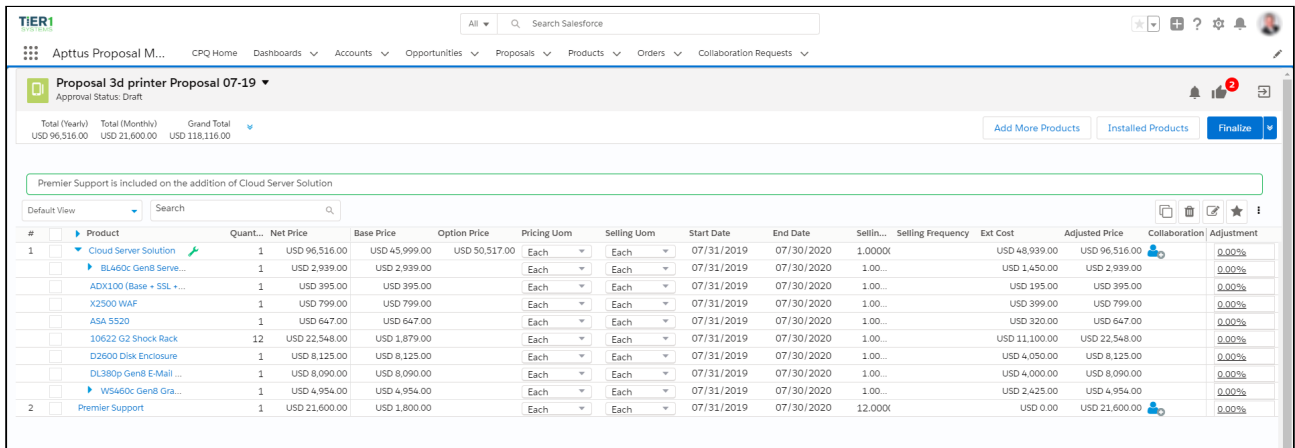 TiER1
SYSTEMS
All Search Salesforce
Apttus Proposal M... CPQ Home Dashboards Accounts Opportunities Proposals Products Orders Collaboration Requests
Proposal 3d printer Proposal 07-19
Approval Status: Draft
2
Total (Yearly) Total (Monthly) Grand Total
USD 96,516.00 USD 21,600.00 USD 118,116.00
Add More Products Installed Products Finalize
Premier Support is included on the addition of Cloud Server Solution
Default View Search
# Product Quant... Net Price Base Price Option Price Pricing Uom Selling Uom Start Date End Date Sellin... Selling Frequency Ext Cost Adjusted Price Collaboration Adjustment
1 Cloud Server Solution 1 USD 96,516.00 USD 45,999.00 USD 50,517.00 Each Each 07/31/2019 07/30/2020 1.0000 USD 48,939.00 USD 96,516.00 0.00%
BL460c Gen8 Serve... 1 USD 2,939.00 USD 2,939.00 Each Each 07/31/2019 07/30/2020 1.00... USD 1,450.00 USD 2,939.00 0.00%
ADX100 (Base + SSL +... 1 USD 395.00 USD 395.00 Each Each 07/31/2019 07/30/2020 1.00... USD 195.00 USD 395.00 0.00%
X2500 WAF 1 USD 799.00 USD 799.00 Each Each 07/31/2019 07/30/2020 1.00... USD 399.00 USD 799.00 0.00%
ASA 5520 1 USD 647.00 USD 647.00 Each Each 07/31/2019 07/30/2020 1.00... USD 320.00 USD 647.00 0.00%
10622 G2 Shock Rack 12 USD 22,548.00 USD 1,879.00 Each Each 07/31/2019 07/30/2020 1.00... USD 11,100.00 USD 22,548.00 0.00%
D2600 Disk Enclosure 1 USD 8,125.00 USD 8,125.00 Each Each 07/31/2019 07/30/2020 1.00... USD 4,050.00 USD 8,125.00 0.00%
DL380p Gen8 E-Mail ... 1 USD 8,090.00 USD 8,090.00 Each Each 07/31/2019 07/30/2020 1.00... USD 4,000.00 USD 8,090.00 0.00%
WS460c Gen8 Gra... 1 USD 4,954.00 USD 4,954.00 Each Each 07/31/2019 07/30/2020 1.00... USD 2,425.00 USD 4,954.00 0.00%
2 Premier Support 1 USD 21,600.00 USD 1,800.00 Each Each 07/31/2019 07/30/2020 12.000 USD 0.00 USD 21,600.00 0.00%